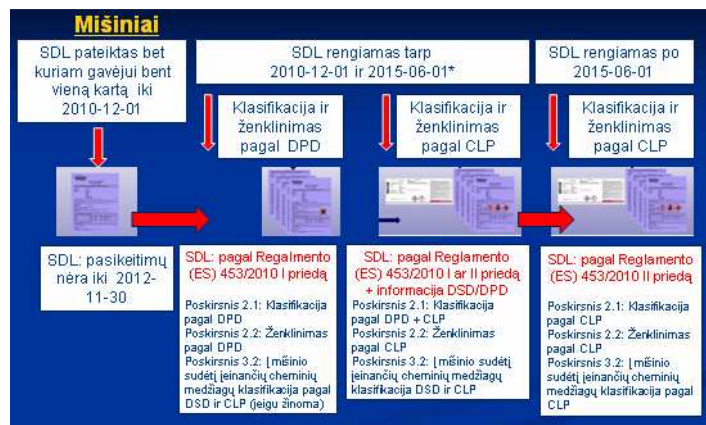 Mišiniai
SDL pateiktas bet
kuriam gavėjui bent
vieną kartą iki
2010-12-01
SDL rengiamas tarp
2010-12-01 ir 2015-06-01*
SDL rengiamas po
2015-06-01
Klasifikacija ir
ženklinimas
pagal DPD
Klasifikacija ir
ženklinimas
pagal CLP
Klasifikacija ir
ženklinimas
pagal CLP
SDL: pasikeitimų
nėra iki 2012-
11-30
SDL: pagal Regalmento
(ES) 453/2010 I priedą
Poskirsnis 2.1: Klasifikacija
pagal DPD
Poskirsnis 2.2: Ženklinimas
pagal DPD
Poskirsnis 3.2: Į mišinio
sudėtį įeinančių cheminių
medžiagų klasifikacija pagal
DSD ir CLP (jeigu žinoma)
SDL: pagal Reglamento
(ES) 453/2010 I ar II priedą
+ informacija DSD/DPD
Poskirsnis 2.1: Klasifikacija
pagal DPD + CLP
Poskirsnis 2.2: Ženklinimas
pagal CLP
Poskirsnis 3.2: Į mišinio sudėtį
įeinančių cheminių medžiagų
klasifikacija DSD ir CLP
SDL: pagal Reglamento
(ES) 453/2010 II priedą
Poskirsnis 2.1: Klasifikacija
pagal CLP
Poskirsnis 2.2: Ženklinimas
pagal CLP
Poskirsnis 3.2: Į mišinio
sudėtį įeinančių cheminių
medžiagų klasifikacija pagal
CLP